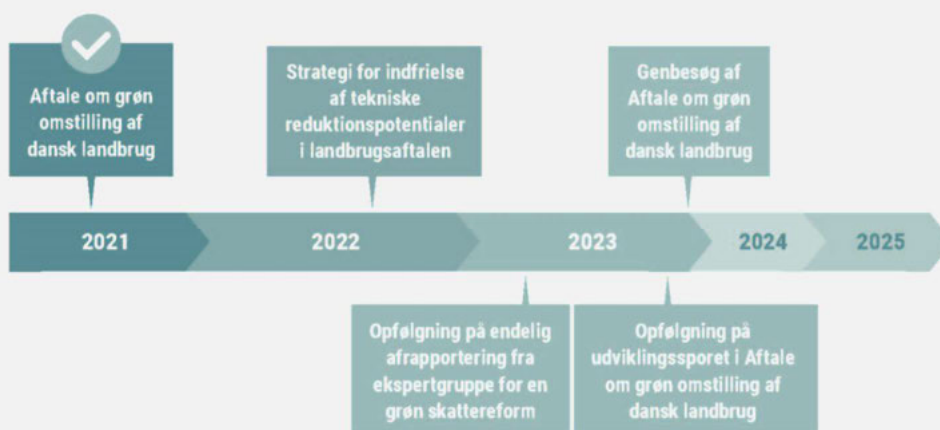 Aftale om grøn
omstilling af
dansk landbrug
Strategi for indfrielse
af tekniske
reduktionspotentialer
i landbrugsaftalen
Genbesøg af
Aftale om grøn
omstilling af
dansk landbrug
2021
2022
2023
2024
2025
Opfølgning på endelig
afrapportering fra
ekspertgruppe for en
grøn skattereform
Opfølgning på
udviklingssporet i Aftale
om grøn omstilling af
dansk landbrug